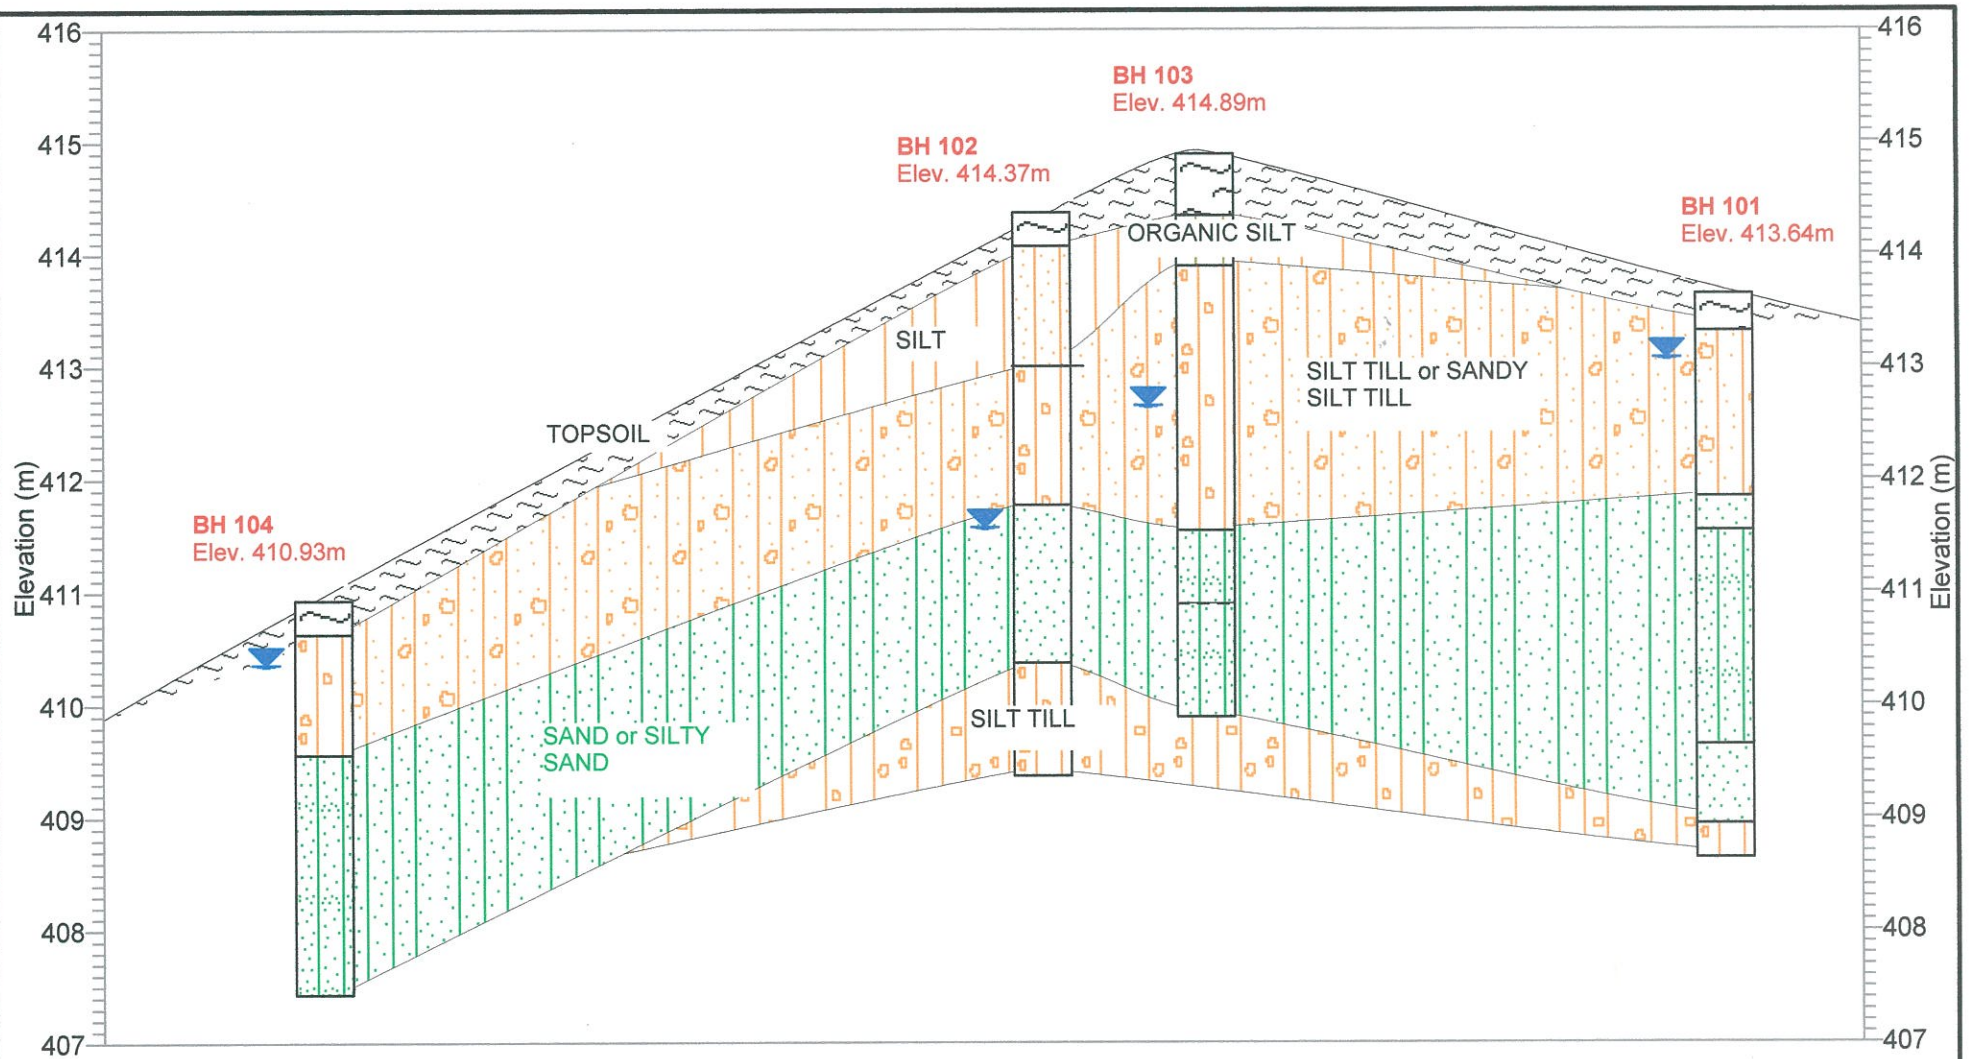 416
415
414
413
412
411
410
409
408
407
Elevation (m)
BH 104
Elev. 410.93m
BH 102
Elev. 414.37m
BH 103
Elev. 414.89m
BH 101
Elev. 413.64m
ORGANIC SILT
SILT
TOPSOIL
SILT TILL or SANDY
SILT TILL
SAND or SILTY
SAND
SILT TILL
416
415
414
413
412
411
410
409
408
407
Elevation (m)